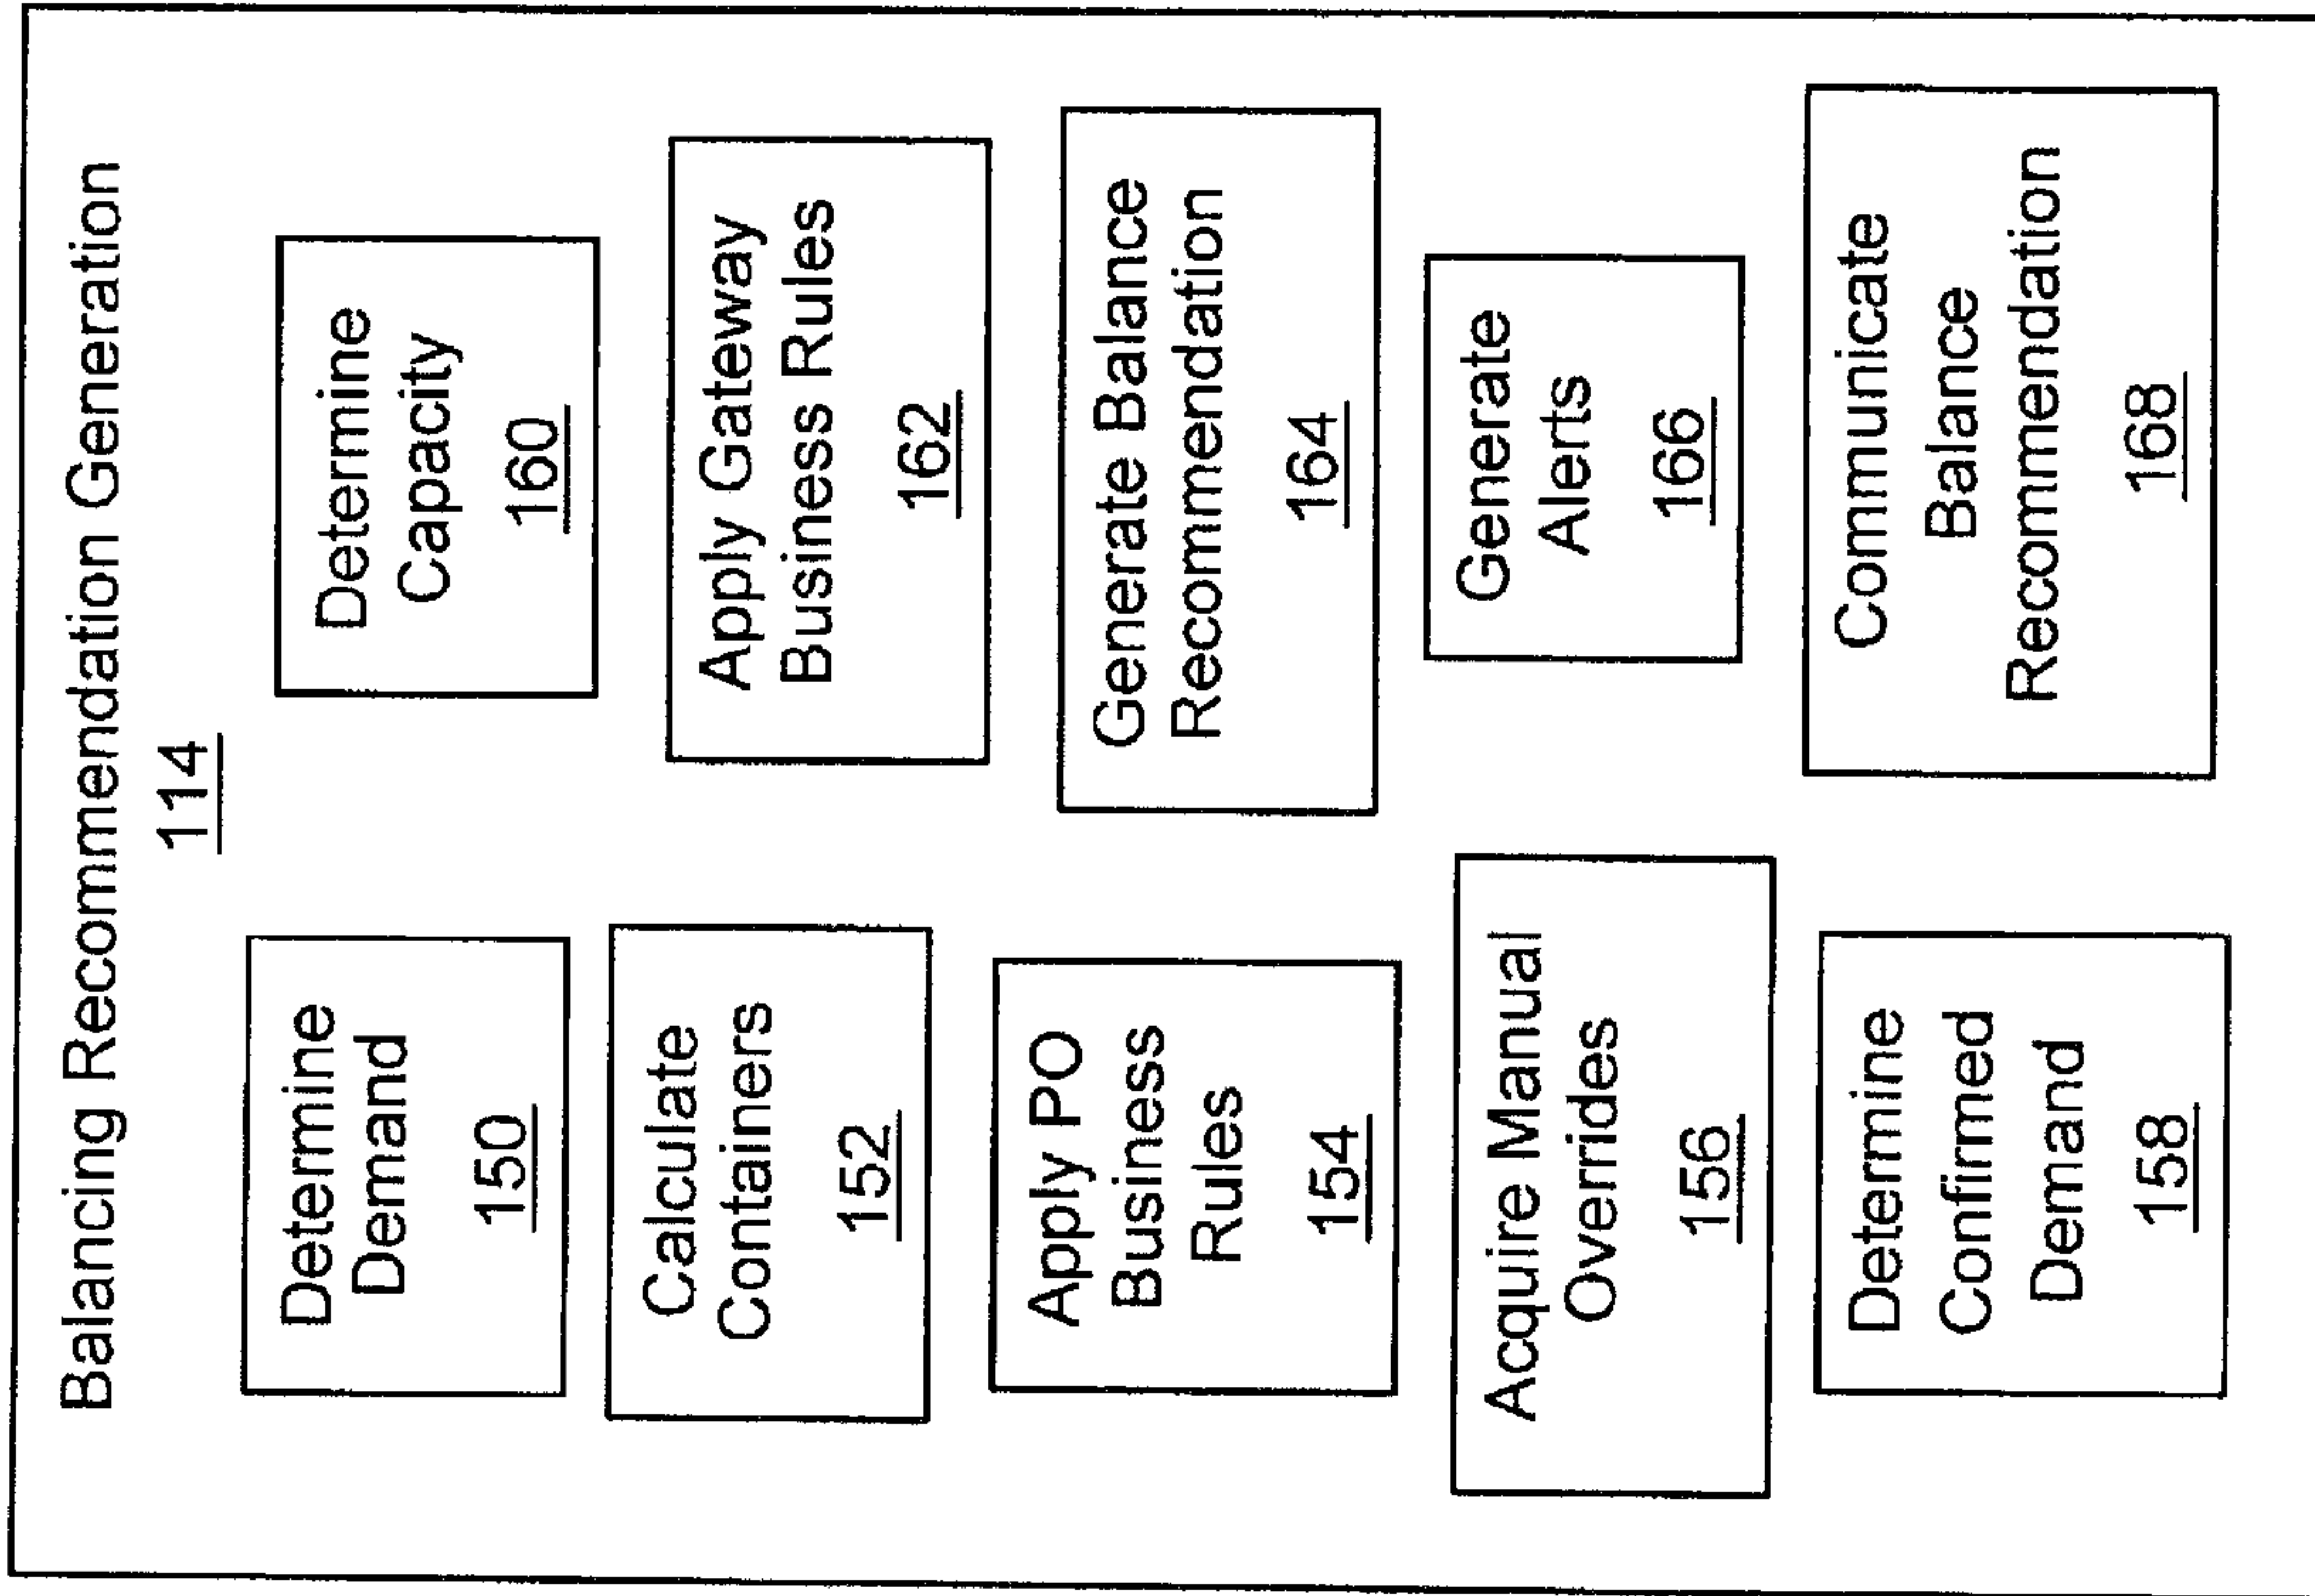 Balancing Recommendation Generation
114
Determine
Demand
150
Calculate
Containers
152
Apply PO
Business
Rules
154
Acquire Manual
Overrides
156
Determine
Confirmed
Demand
158
Determine
Capacity
160
Apply Gateway
Business Rules
162
Generate Balance
Recommendation
164
Generate
Alerts
166
Communicate
Balance
Recommendation
168